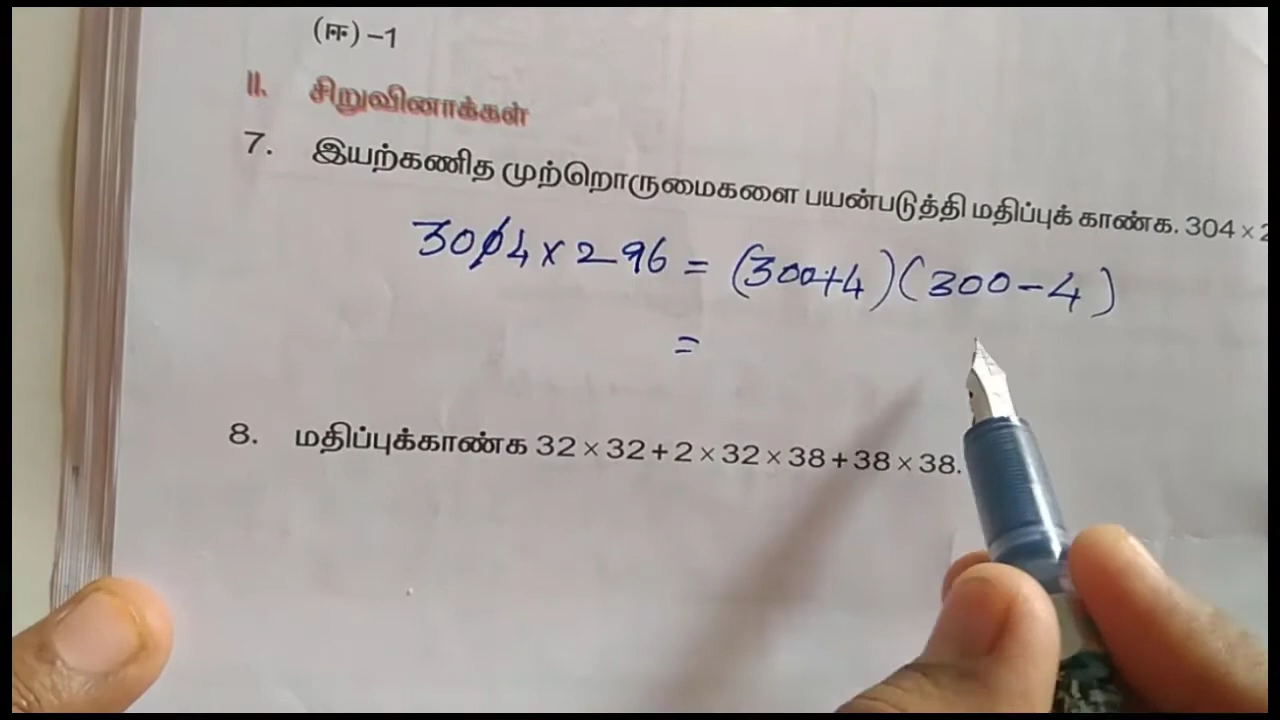 (ஈ) –1
II. சிறுவினாக்கள்
7. இயற்கணித முற்றொருமைகளை பயன்படுத்தி மதிப்புக் காண்க. 304 × 2
304 × 296 = (300+4)(300-4)
=
8. மதிப்புக்காண்க 32 × 32 + 2 × 32 × 38 + 38 × 38.